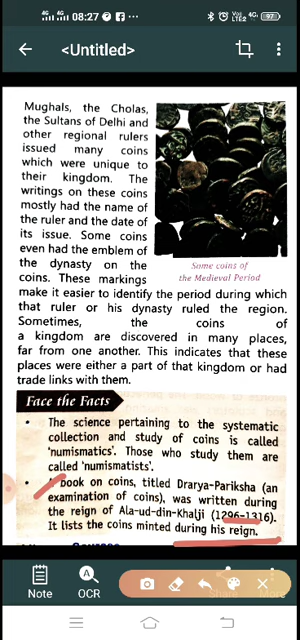 08:27
<Untitled>
Mughals, the Cholas,
the Sultans of Delhi and
other regional rulers
issued many coins
which were unique to
their kingdom. The
writings on these coins
mostly had the name of
the ruler and the date of
its issue. Some coins
even had the emblem of
the dynasty on the
coins. These markings
Some coins of
the Medieval Period
make it easier to identify the period during which
that ruler or his dynasty ruled the region.
Sometimes, the coins of
a kingdom are discovered in many places,
far from one another. This indicates that these
places were either a part of that kingdom or had
trade links with them.
Face the Facts
• The science pertaining to the systematic
collection and study of coins is called
'numismatics'. Those who study them are
called 'numismatists'.
• A book on coins, titled Drarya-Pariksha (an
examination of coins), was written during
the reign of Ala-ud-din-Khalji (1296–1316).
It lists the coins minted during his reign.
Note
OCR
Share
More